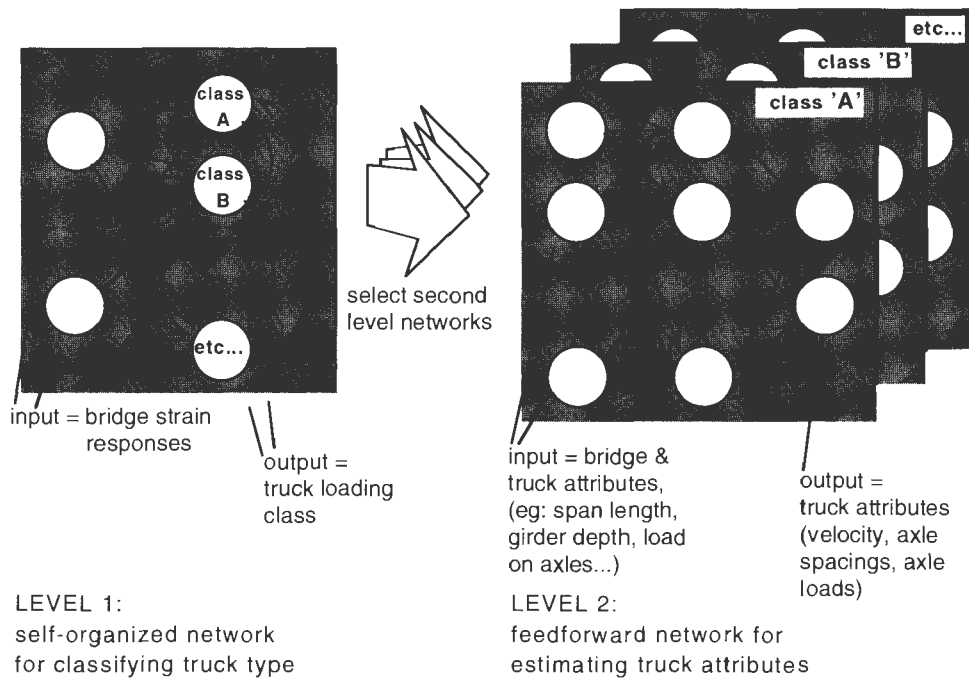 class
A
class
B
etc...
input = bridge strain
responses
output =
truck loading
class
LEVEL 1:
self-organized network
for classifying truck type
select second
level networks
etc...
class 'B'
class 'A'
input = bridge &
truck attributes,
(eg: span length,
girder depth, load
on axles...)
output =
truck attributes
(velocity, axle
spacings, axle
loads)
LEVEL 2:
feedforward network for
estimating truck attributes